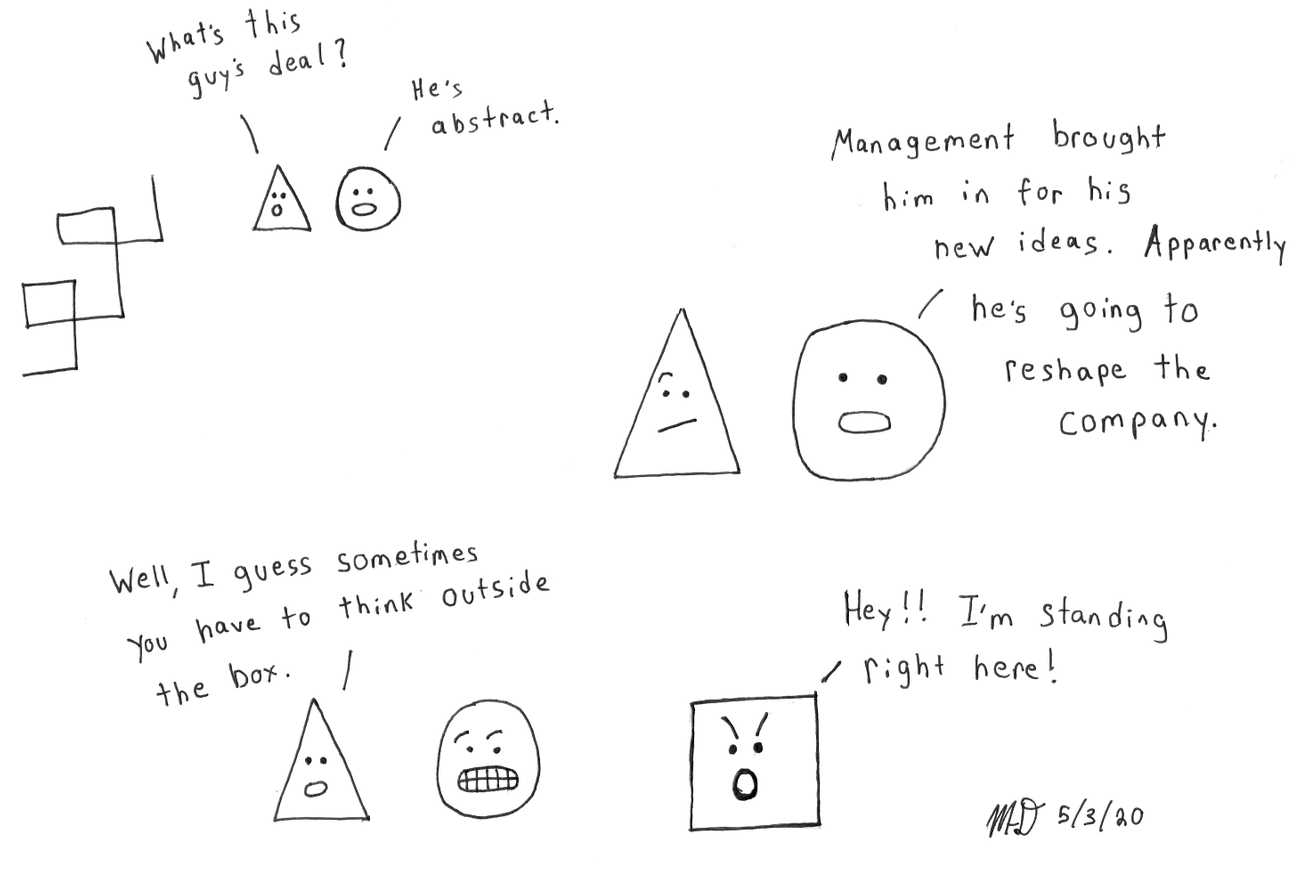 What's this
guy's deal?
He's
abstract.
Management brought
him in for his
new ideas. Apparently
he's going to
reshape the
company.
Well, I guess sometimes
you have to think outside
the box.
Hey!! I'm standing
right here!
MD 5/3/20